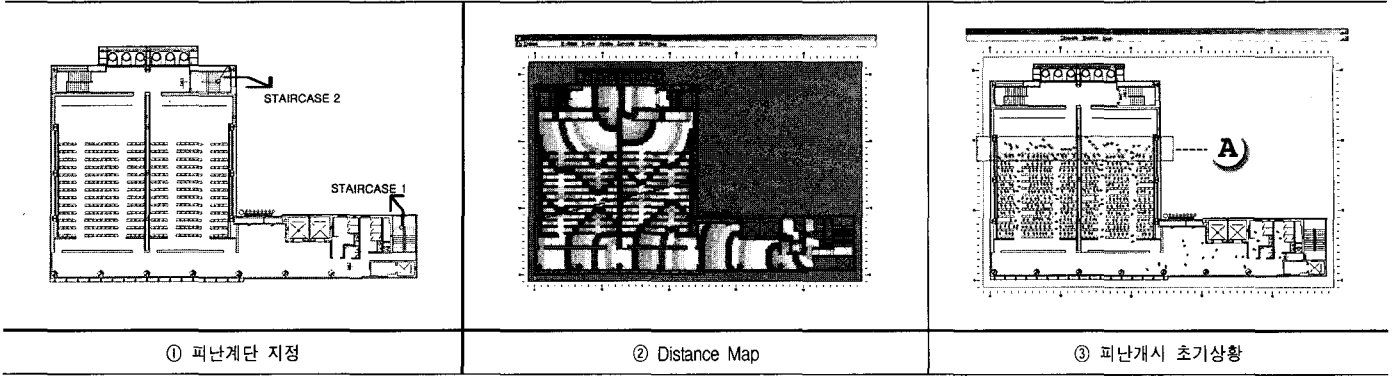 STAIRCASE 2
STAIRCASE 1
A
① 피난계단 지정
② Distance Map
③ 피난개시 초기상황